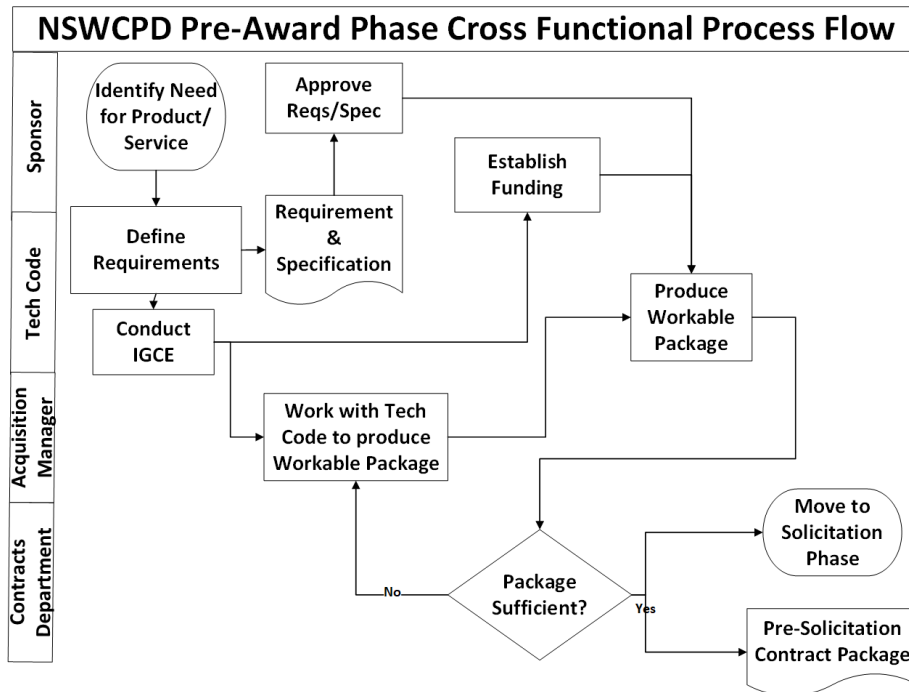 NSWCPD Pre-Award Phase Cross Functional Process Flow
Sponsor
Identify Need
for Product/
Service
Approve
Reqs/Spec
Establish
Funding
Tech Code
Define
Requirements
Requirement
&
Specification
Conduct
IGCE
Produce
Workable
Package
Acquisition
Manager
Work with Tech
Code to produce
Workable Package
Contracts
Department
Package
Sufficient?
No
Yes
Move to
Solicitation
Phase
Pre-Solicitation
Contract Package